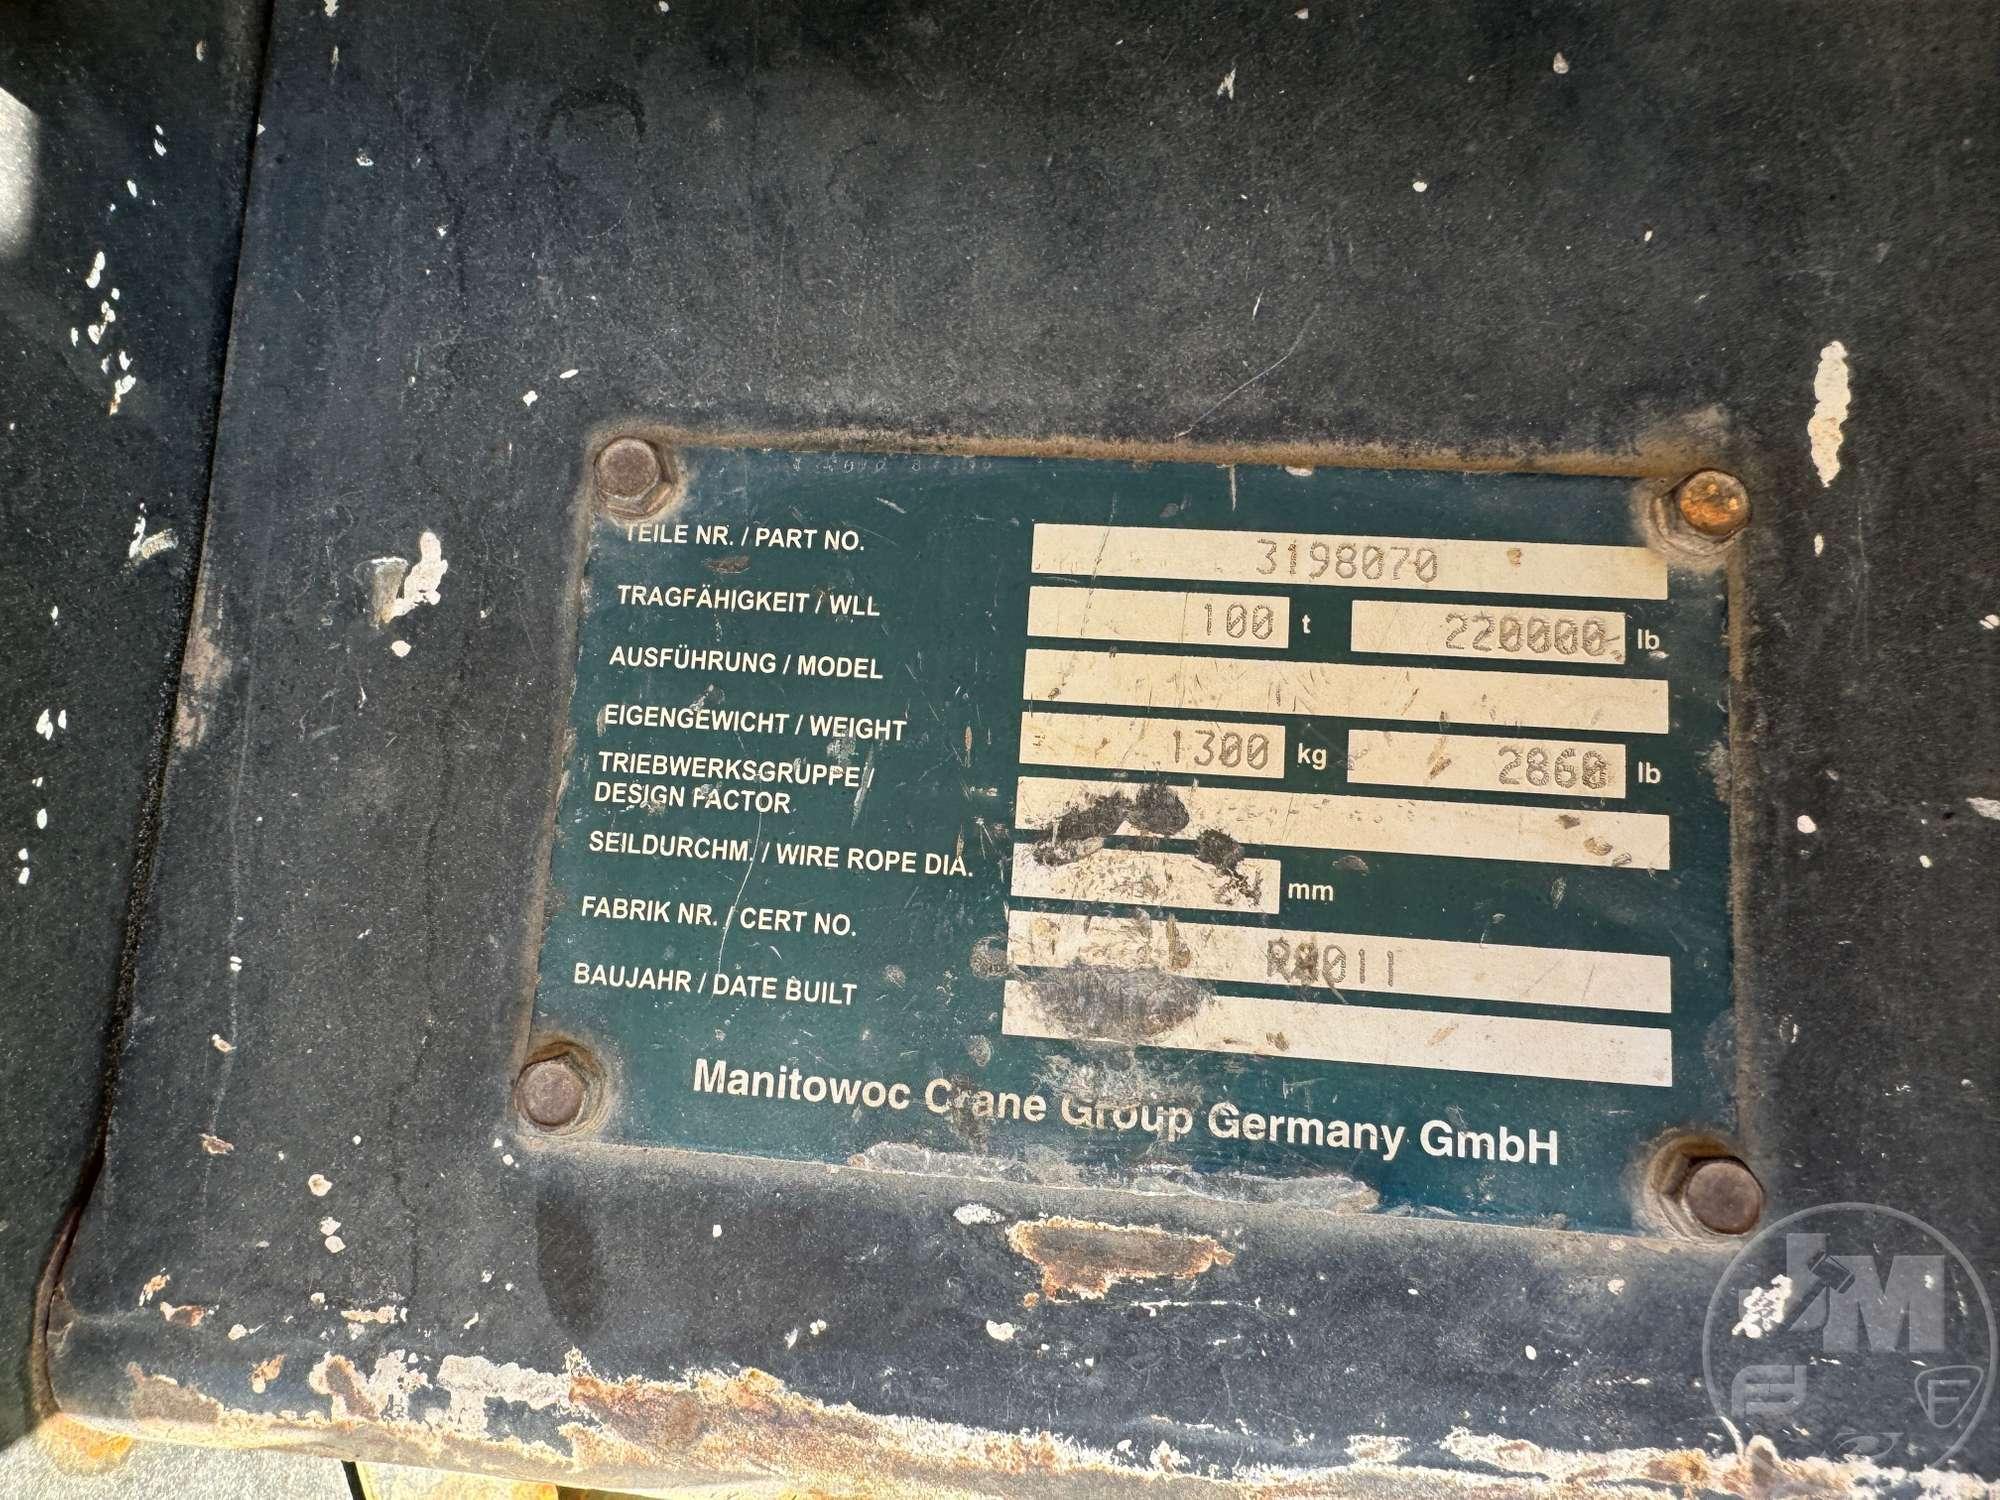 TEILE NR. / PART NO. 3198070
TRAGFÄHIGKEIT / WLL 100 t 220000 lb
AUSFÜHRUNG / MODEL
EIGENGEWICHT / WEIGHT 1300 kg 2860 lb
TRIEBWERKSGRUPPE /
DESIGN FACTOR
SEILDURCHM. / WIRE ROPE DIA. mm
FABRIK NR. / CERT NO.
BAUJAHR / DATE BUILT
Manitowoc Crane Group Germany GmbH
JM
F